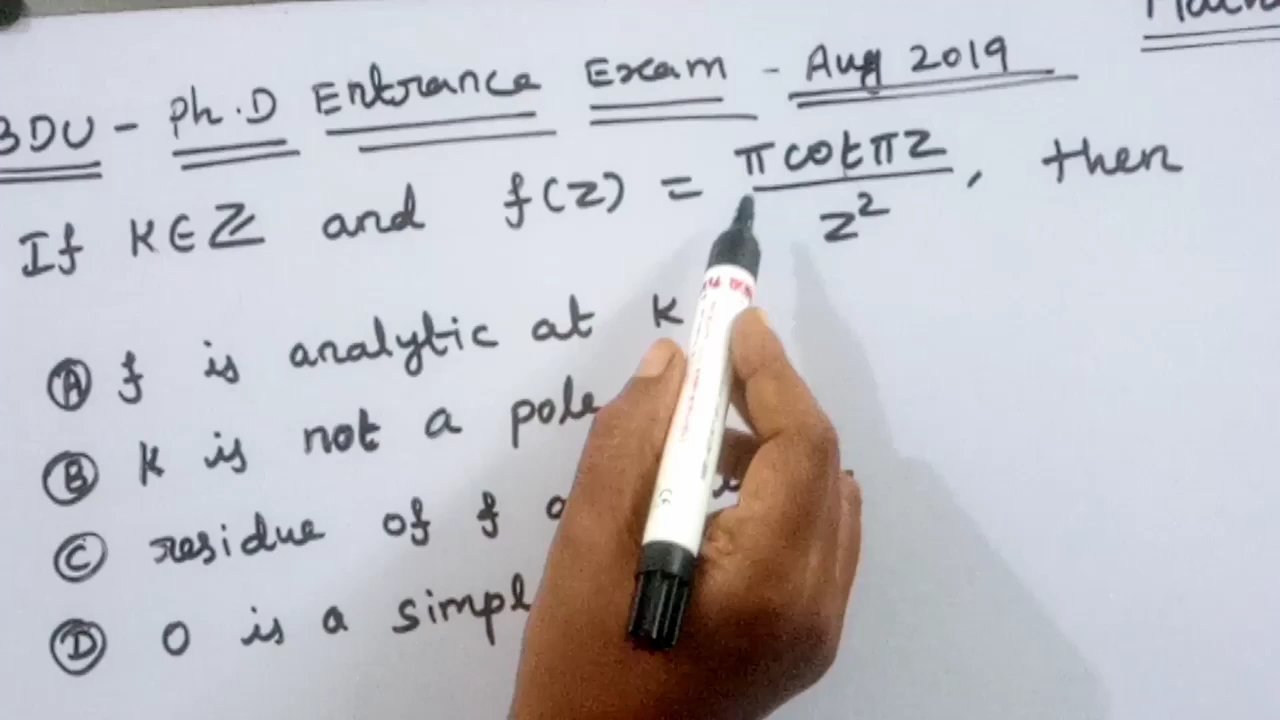 BDU - Ph.D Entrance Exam - Aug 2019
If K∈ℤ and f(z) = π cot πz / z², then
Ⓐ f is analytic at K
Ⓑ K is not a pole
Ⓒ residue of f
Ⓓ 0 is a